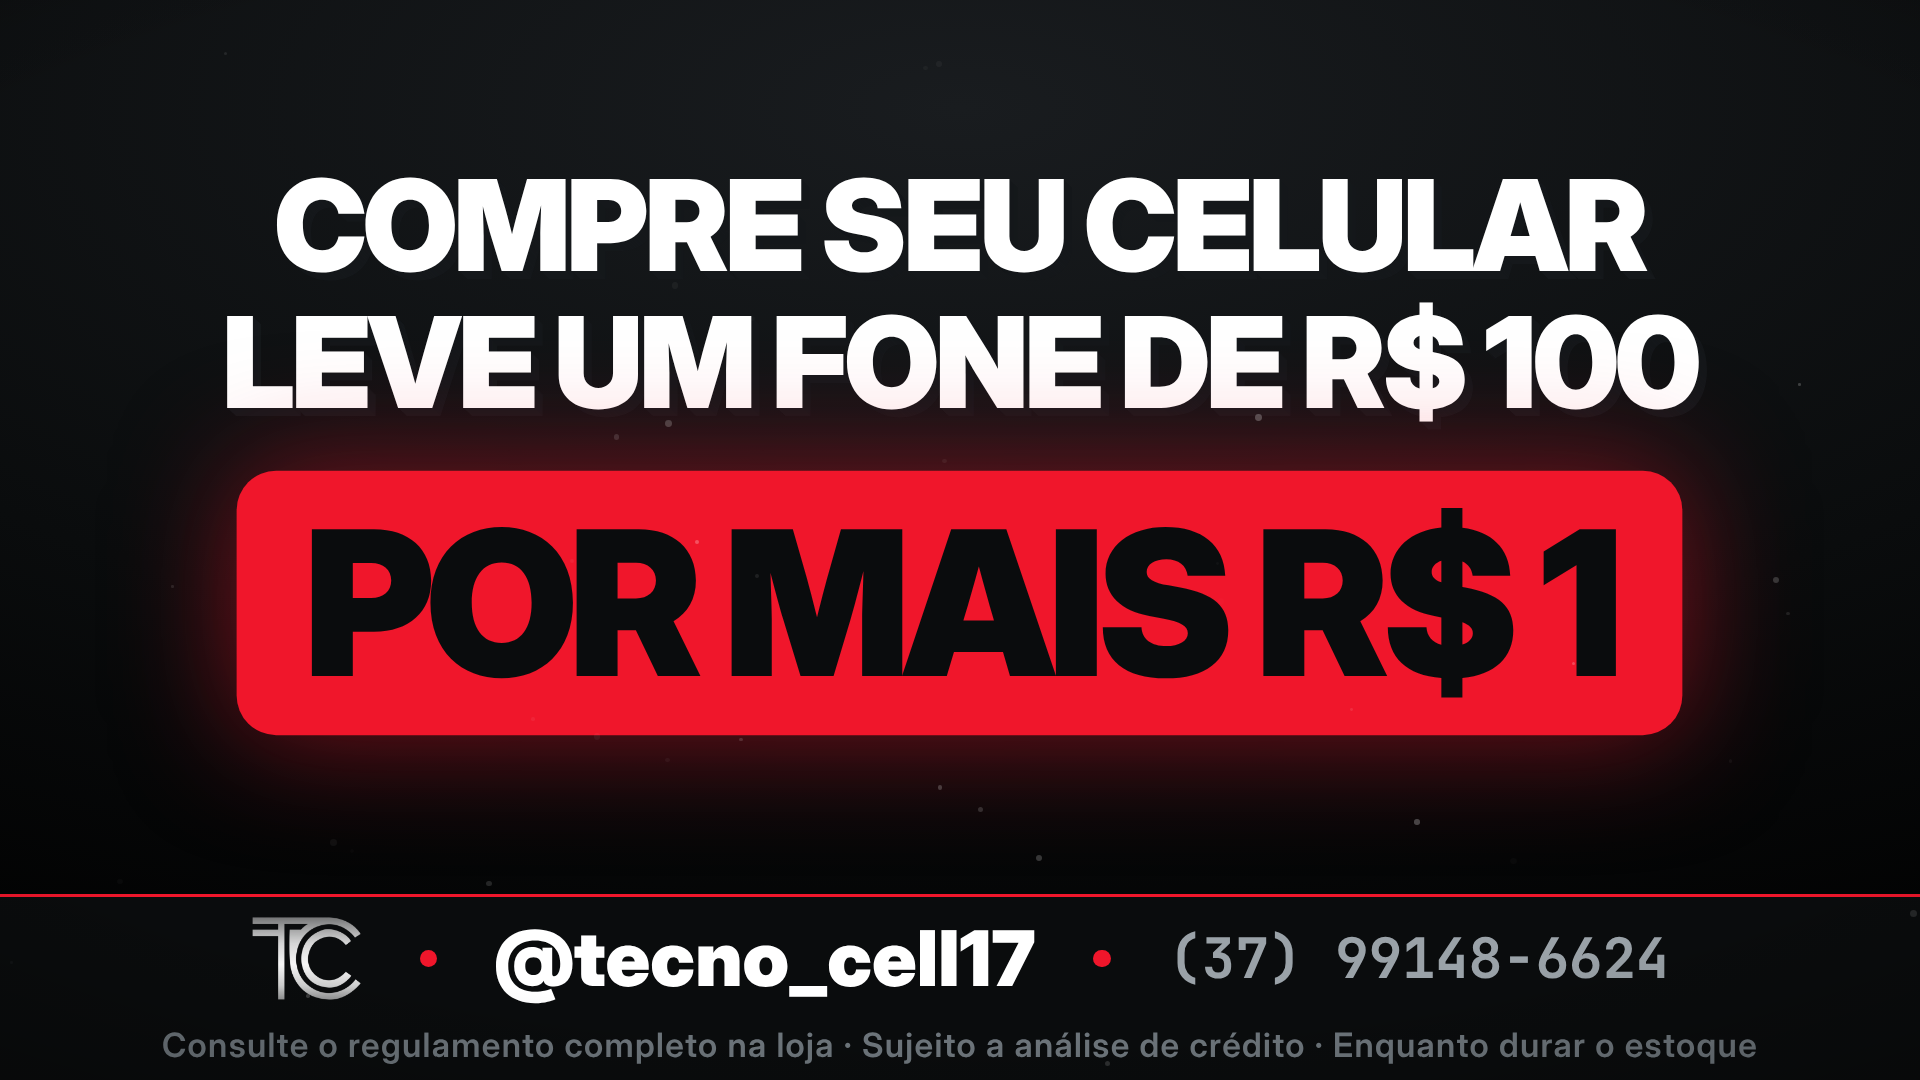 COMPRE SEU CELULAR
LEVE UM FONE DE R$ 100
POR MAIS R$ 1
TC • @tecno_cell17 • (37) 99148-6624
Consulte o regulamento completo na loja · Sujeito a análise de crédito · Enquanto durar o estoque